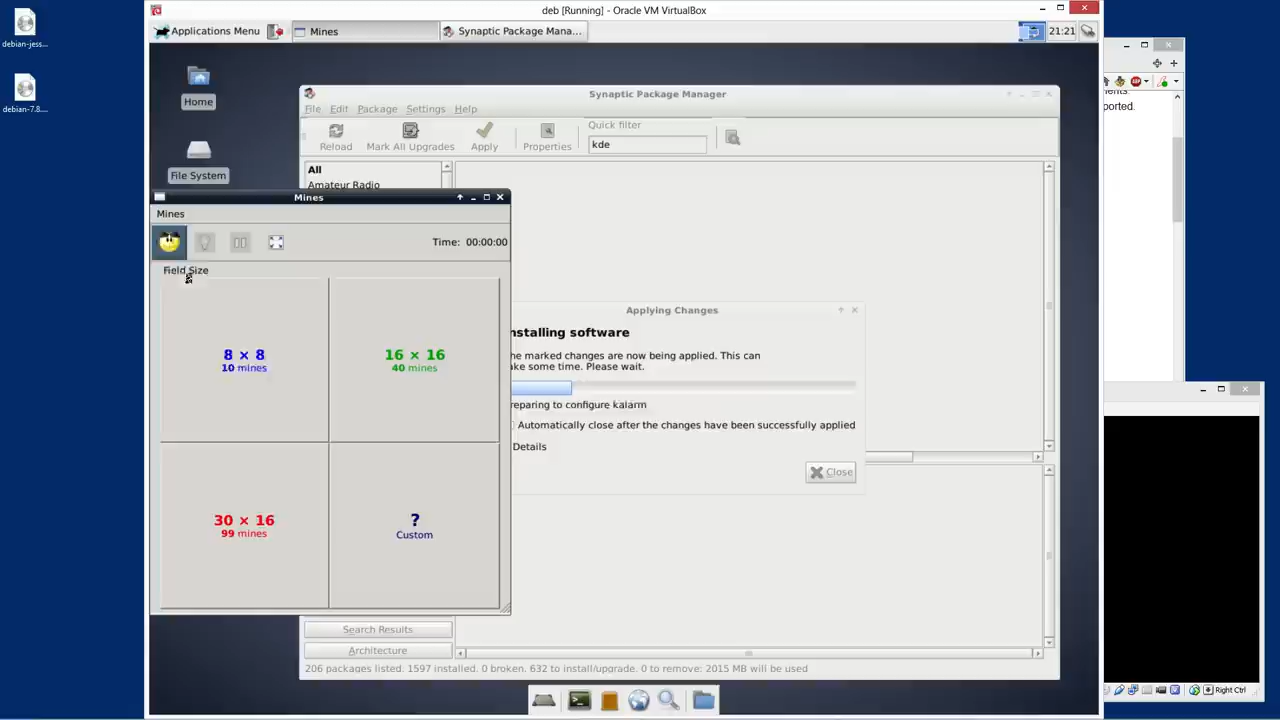 deb [Running] - Oracle VM VirtualBox
debian-jess...
debian-7.8....
Applications Menu
Mines
Synaptic Package Mana...
21:21
Home
File System
Synaptic Package Manager
File Edit Package Settings Help
Reload
Mark All Upgrades
Apply
Properties
Quick filter
kde
All
Amateur Radio
ported.
Mines
Mines
Time: 00:00:00
Field Size
8 × 8
10 mines
16 × 16
40 mines
30 × 16
99 mines
?
Custom
Applying Changes
nstalling software
he marked changes are now being applied. This can
ake some time. Please wait.
reparing to configure kalarm
Automatically close after the changes have been successfully applied
Details
Close
Search Results
Architecture
206 packages listed. 1597 installed. 0 broken. 632 to install/upgrade. 0 to remove: 2015 MB will be used
Right Ctrl